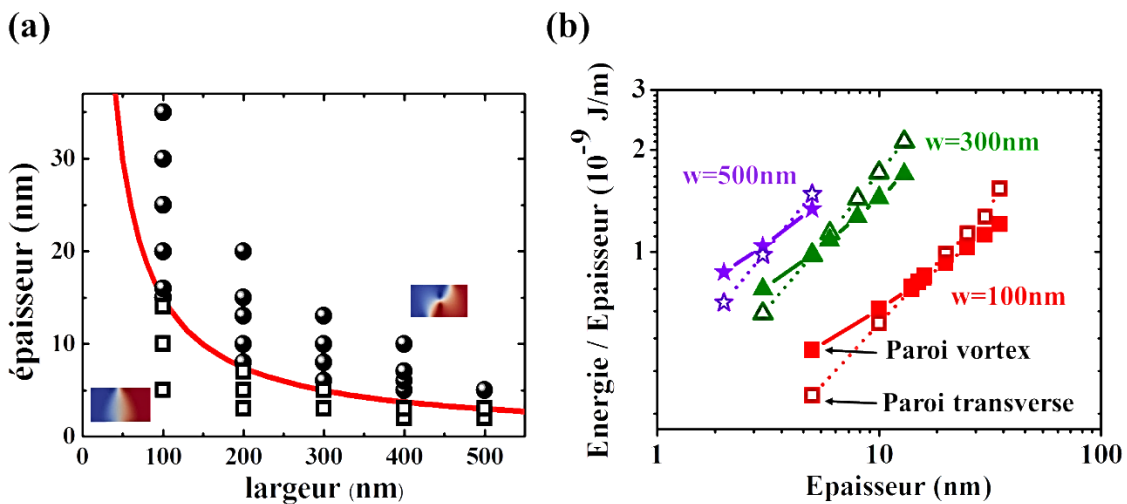 (a)
(b)
épaisseur (nm)
30
20
10
0
0
100
200
300
400
500
largeur (nm)
Energie / Epaisseur (10⁻⁹ J/m)
3
2
1
w=500nm
w=300nm
w=100nm
Paroi vortex
Paroi transverse
1
10
100
Epaisseur (nm)